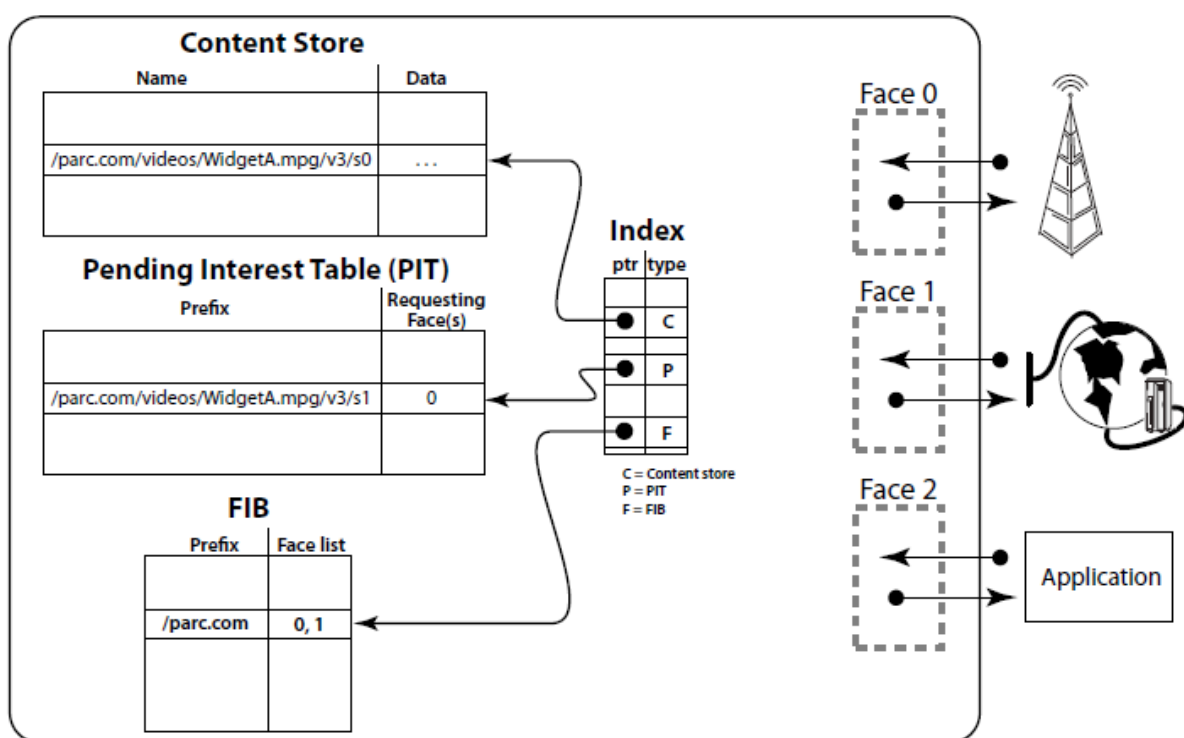 Content Store
Name Data
/parc.com/videos/WidgetA.mpg/v3/s0 ...
Pending Interest Table (PIT)
Prefix Requesting
Face(s)
/parc.com/videos/WidgetA.mpg/v3/s1 0
FIB
Prefix Face list
/parc.com 0, 1
Index
ptr type
C
P
F
C = Content store
P = PIT
F = FIB
Face 0
Face 1
Face 2
Application